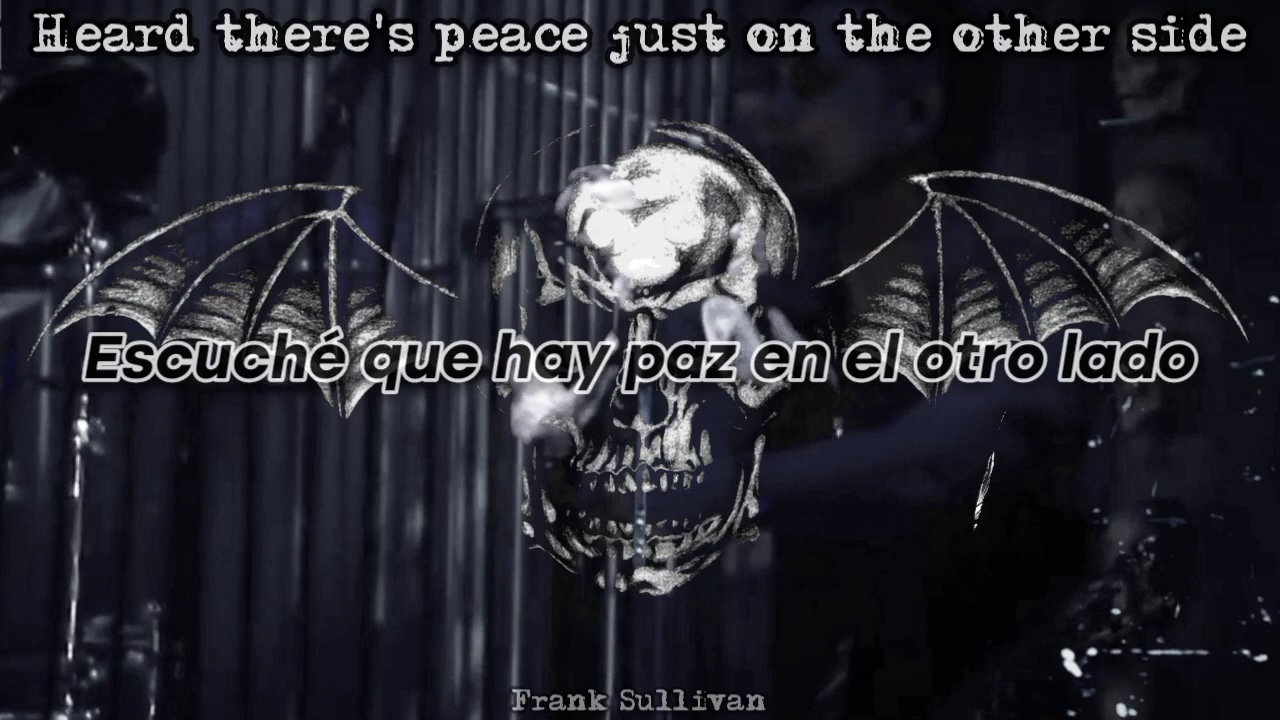 Heard there's peace just on the other side
Escuché que hay paz en el otro lado
Frank Sullivan